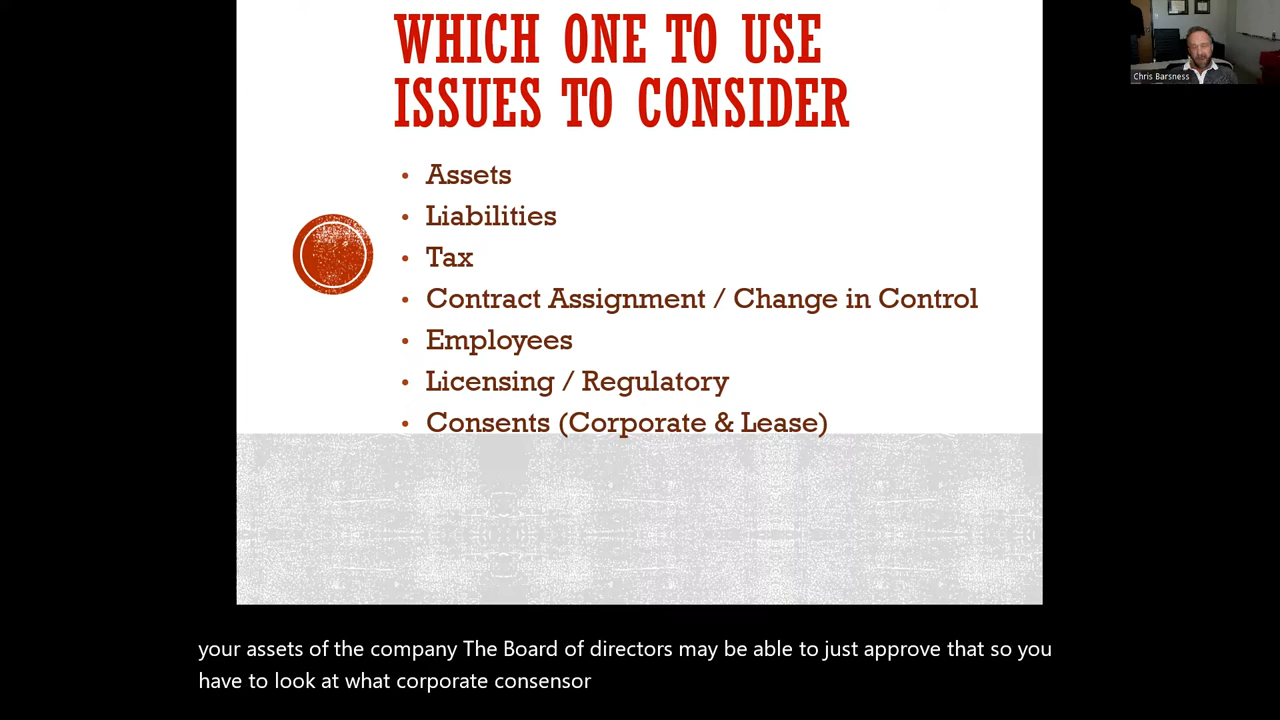 WHICH ONE TO USE
ISSUES TO CONSIDER
Chris Barsness
• Assets
• Liabilities
• Tax
• Contract Assignment / Change in Control
• Employees
• Licensing / Regulatory
• Consents (Corporate & Lease)
your assets of the company The Board of directors may be able to just approve that so you
have to look at what corporate consensor